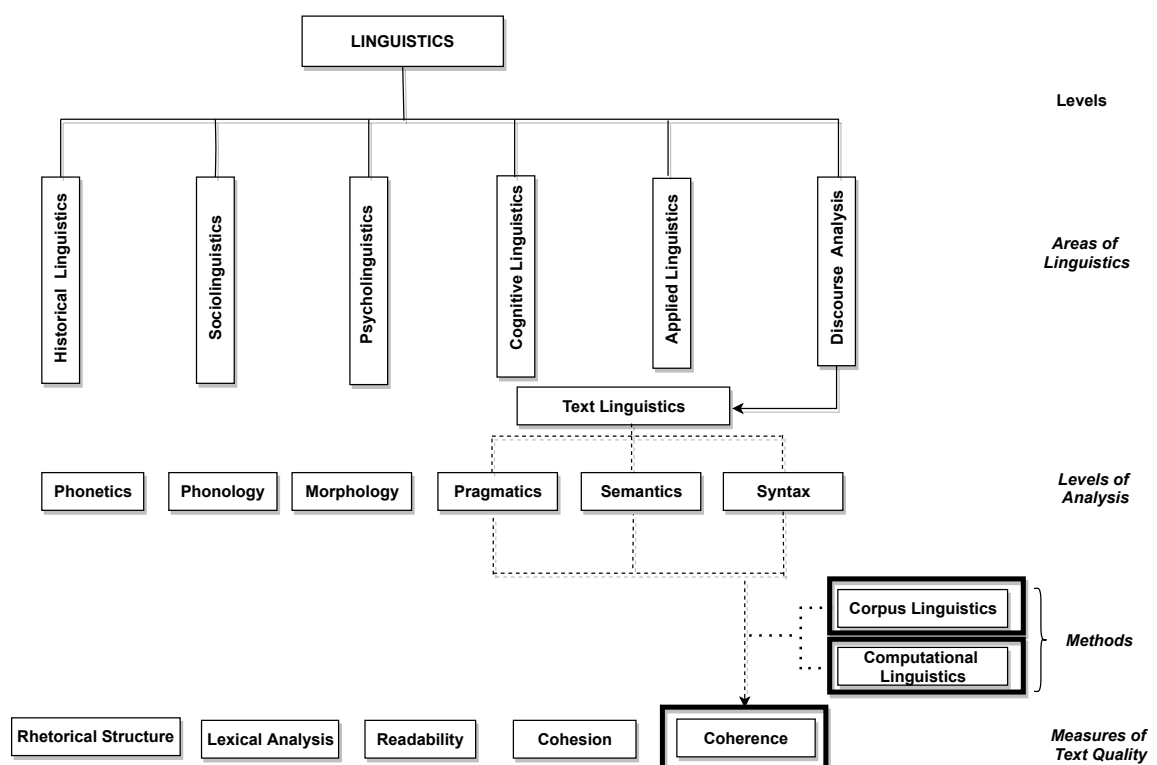 LINGUISTICS
Levels
Historical Linguistics
Sociolinguistics
Psycholinguistics
Cognitive Linguistics
Applied Linguistics
Discourse Analysis
Areas of
Linguistics
Text Linguistics
Phonetics
Phonology
Morphology
Pragmatics
Semantics
Syntax
Levels of
Analysis
Corpus Linguistics
Computational
Linguistics
Methods
Rhetorical Structure
Lexical Analysis
Readability
Cohesion
Coherence
Measures of
Text Quality